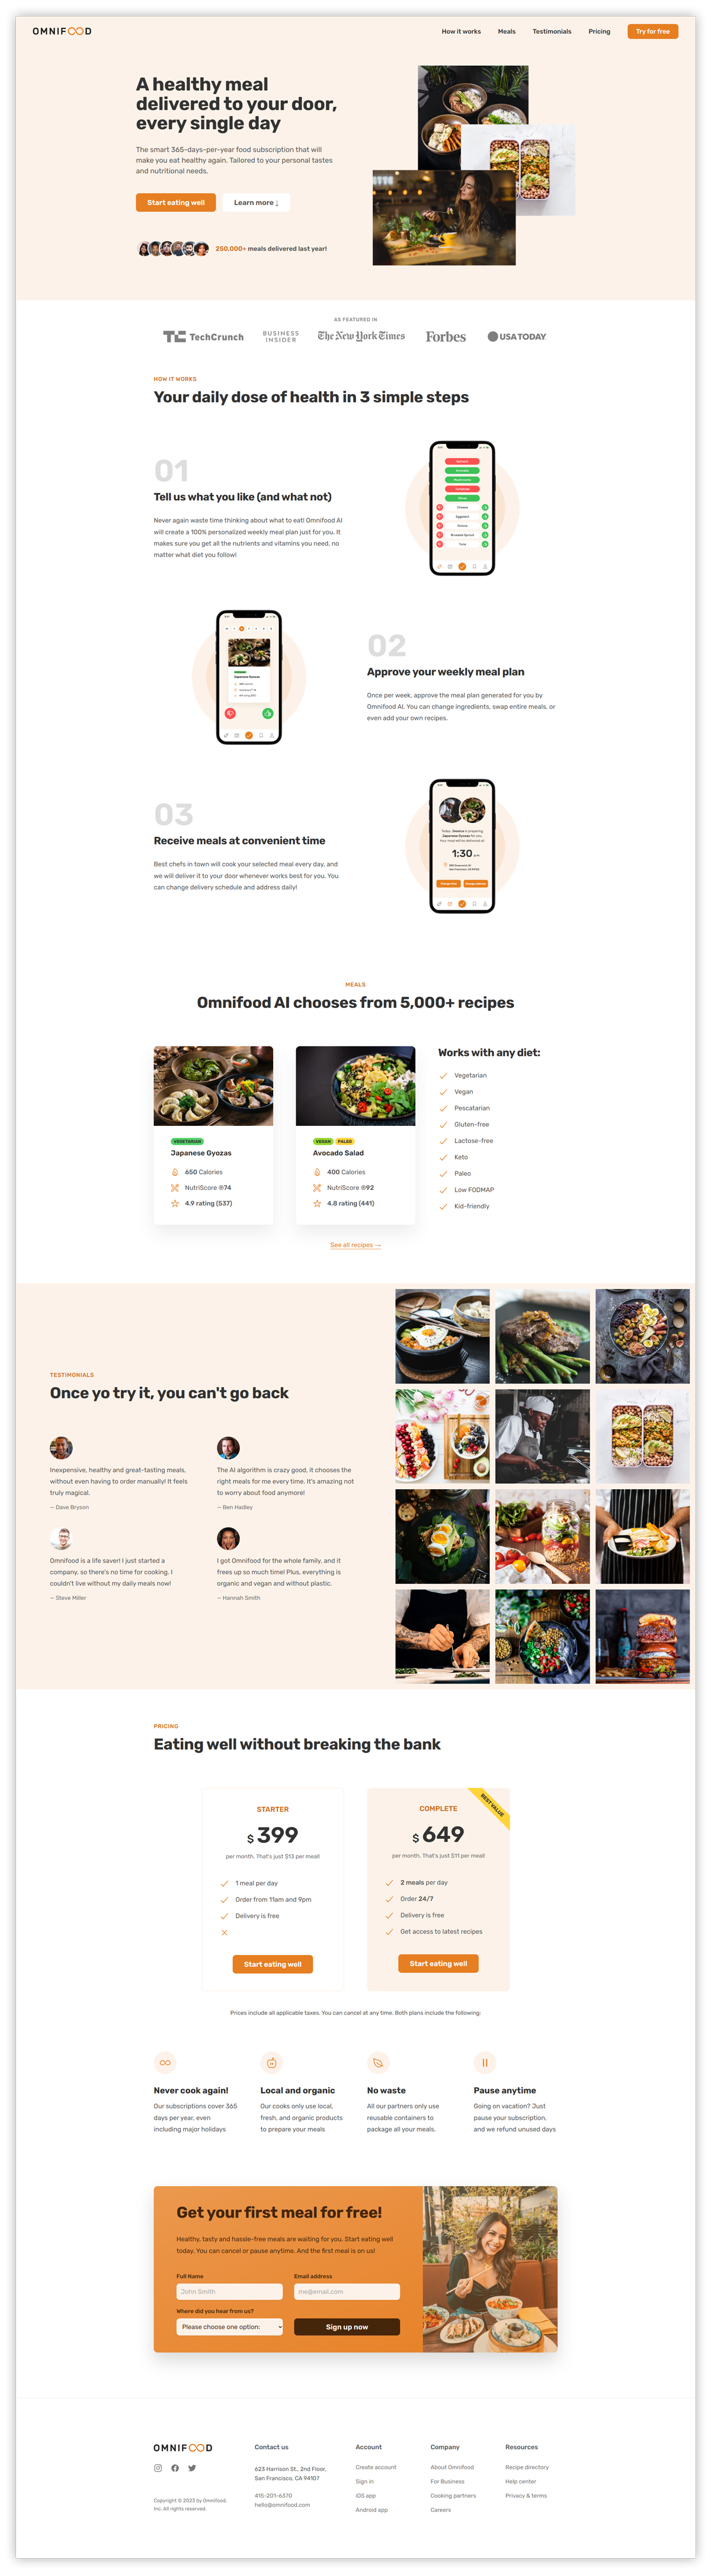 OMNIFOOD
How it works
Meals
Testimonials
Pricing
Try for free
A healthy meal
delivered to your door,
every single day
The smart 365-days-per-year food subscription that will
make you eat healthy again. Tailored to your personal tastes
and nutritional needs.
Start eating well
Learn more ↓
250,000+ meals delivered last year!
AS FEATURED IN
TechCrunch
BUSINESS
INSIDER
The New York Times
Forbes
USA TODAY
HOW IT WORKS
Your daily dose of health in 3 simple steps
01
Tell us what you like (and what not)
Never again waste time thinking about what to eat! Omnifood AI
will create a 100% personalized weekly meal plan just for you. It
makes sure you get all the nutrients and vitamins you need, no
matter what diet you follow!
Cheese
Eggplant
Onions
Brussels Sprout
Tuna
02
Approve your weekly meal plan
Once per week, approve the meal plan generated for you by
Omnifood AI. You can change ingredients, swap entire meals, or
even add your own recipes.
Japanese Gyozas
03
Receive meals at convenient time
Best chefs in town will cook your selected meal every day, and
we will deliver it to your door whenever works best for you. You
can change delivery schedule and address daily!
Today, Jessica is preparing
Japanese Gyozas for you.
Your meal will be delivered at:
1:30
MEALS
Omnifood AI chooses from 5,000+ recipes
VEGETARIAN
Japanese Gyozas
650 Calories
NutriScore ®74
4.9 rating (537)
VEGAN
PALEO
Avocado Salad
400 Calories
NutriScore ®92
4.8 rating (441)
Works with any diet:
Vegetarian
Vegan
Pescatarian
Gluten-free
Lactose-free
Keto
Paleo
Low FODMAP
Kid-friendly
See all recipes →
TESTIMONIALS
Once yo try it, you can't go back
Inexpensive, healthy and great-tasting meals,
without even having to order manually! It feels
truly magical.
— Dave Bryson
The AI algorithm is crazy good, it chooses the
right meals for me every time. It's amazing not
to worry about food anymore!
— Ben Hadley
Omnifood is a life saver! I just started a
company, so there's no time for cooking. I
couldn't live without my daily meals now!
— Steve Miller
I got Omnifood for the whole family, and it
frees up so much time! Plus, everything is
organic and vegan and without plastic.
— Hannah Smith
PRICING
Eating well without breaking the bank
STARTER
$ 399
per month. That's just $13 per meal!
1 meal per day
Order from 11am and 9pm
Delivery is free
Start eating well
BEST VALUE
COMPLETE
$ 649
per month. That's just $11 per meal!
2 meals per day
Order 24/7
Delivery is free
Get access to latest recipes
Start eating well
Prices include all applicable taxes. You can cancel at any time. Both plans include the following:
Never cook again!
Our subscriptions cover 365
days per year, even
including major holidays
Local and organic
Our cooks only use local,
fresh, and organic products
to prepare your meals
No waste
All our partners only use
reusable containers to
package all your meals.
Pause anytime
Going on vacation? Just
pause your subscription,
and we refund unused days
Get your first meal for free!
Healthy, tasty and hassle-free meals are waiting for you. Start eating well
today. You can cancel or pause anytime. And the first meal is on us!
Full Name
John Smith
Email address
me@email.com
Where did you hear from us?
Please choose one option:
Sign up now
OMNIFOOD
Copyright © 2023 by Omnifood,
Inc. All rights reserved.
Contact us
623 Harrison St., 2nd Floor,
San Francisco, CA 94107
415-201-6370
hello@omnifood.com
Account
Create account
Sign in
iOS app
Android app
Company
About Omnifood
For Business
Cooking partners
Careers
Resources
Recipe directory
Help center
Privacy & terms